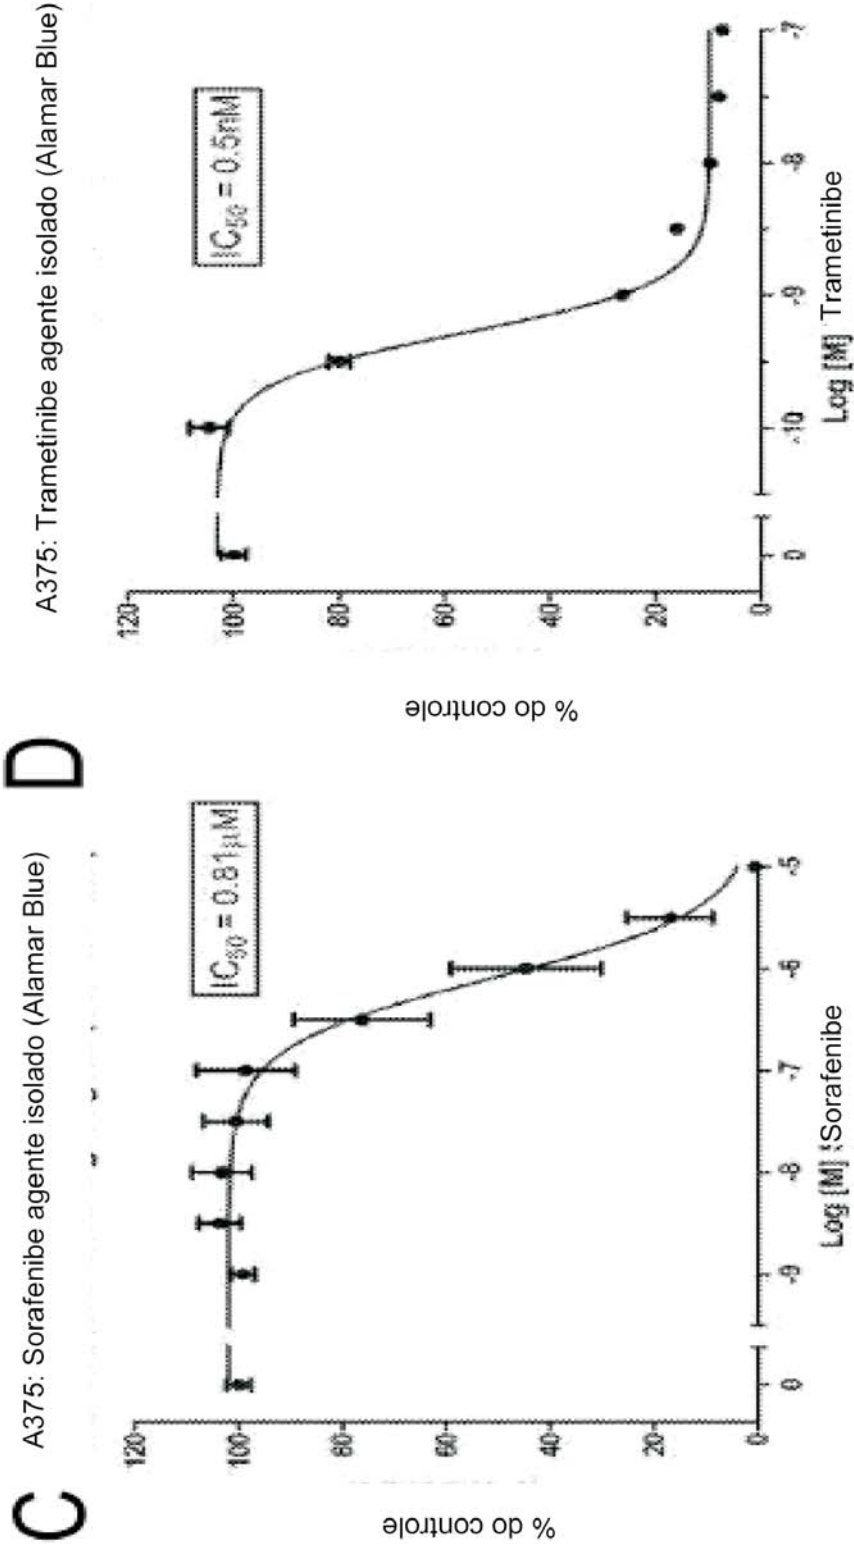 C
A375: Sorafenibe agente isolado (Alamar Blue)
IC50 = 0.81µM
% do controle
120
100
80
60
40
20
0
0
-9
-8
-7
-6
-5
Log [M] Sorafenibe
D
A375: Trametinibe agente isolado (Alamar Blue)
IC50 = 0.5nM
% do controle
120
100
80
60
40
20
0
0
-10
-9
-8
-7
Log [M] Trametinibe